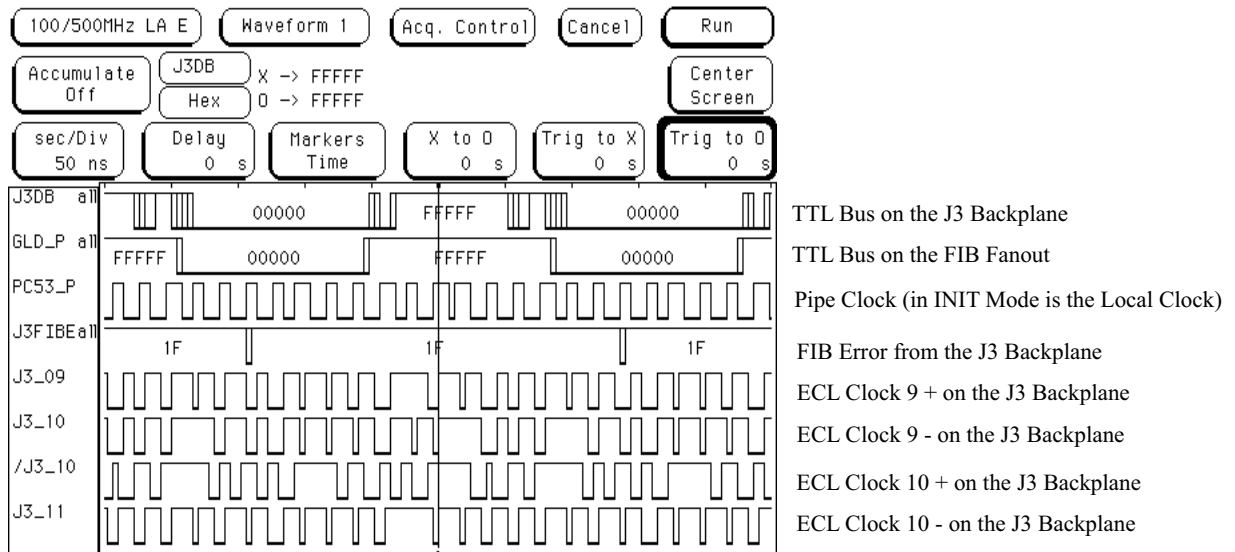 100/500MHz LA E Waveform 1 Acq. Control Cancel Run
Accumulate Off J3DB Hex X -> FFFFF O -> FFFFF Center Screen
sec/Div 50 ns Delay 0 s Markers Time X to O 0 s Trig to X 0 s Trig to O 0 s
J3DB all 00000 FFFFF 00000 TTL Bus on the J3 Backplane
GLD_P all FFFFF 00000 FFFFF 00000 TTL Bus on the FIB Fanout
PC53_P Pipe Clock (in INIT Mode is the Local Clock)
J3FIBE all 1F 1F 1F FIB Error from the J3 Backplane
J3_09 ECL Clock 9 + on the J3 Backplane
J3_10 ECL Clock 9 - on the J3 Backplane
/J3_10 ECL Clock 10 + on the J3 Backplane
J3_11 ECL Clock 10 - on the J3 Backplane